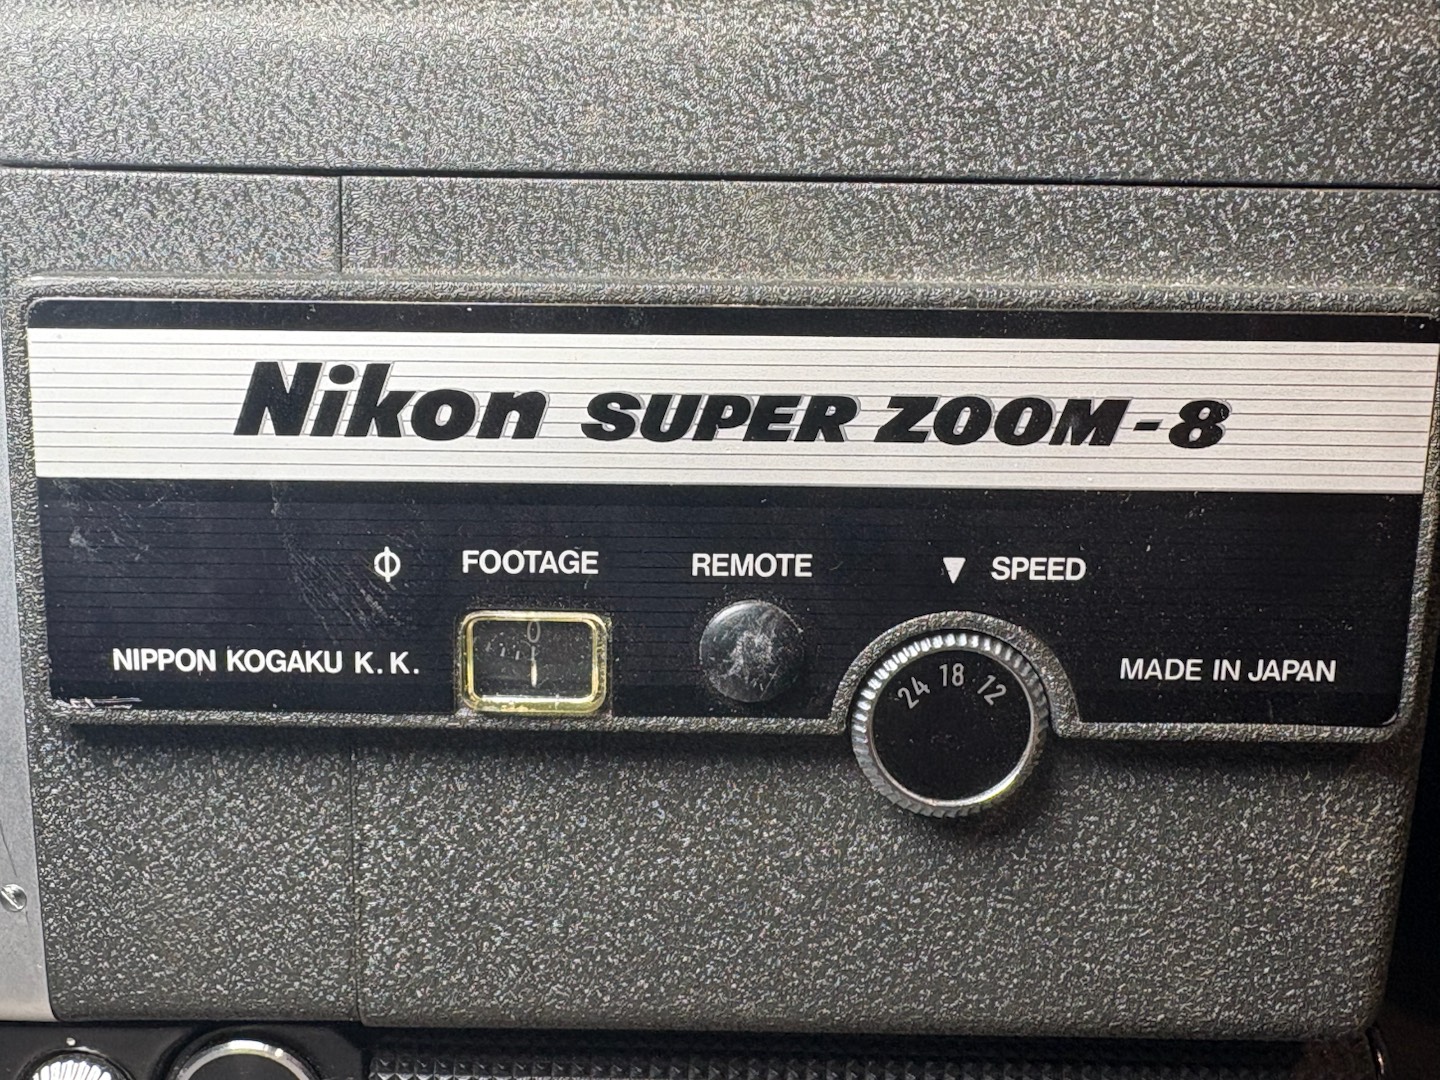 Nikon SUPER ZOOM-8
Φ FOOTAGE REMOTE ▼ SPEED
0
NIPPON KOGAKU K. K.
24 18 12
MADE IN JAPAN